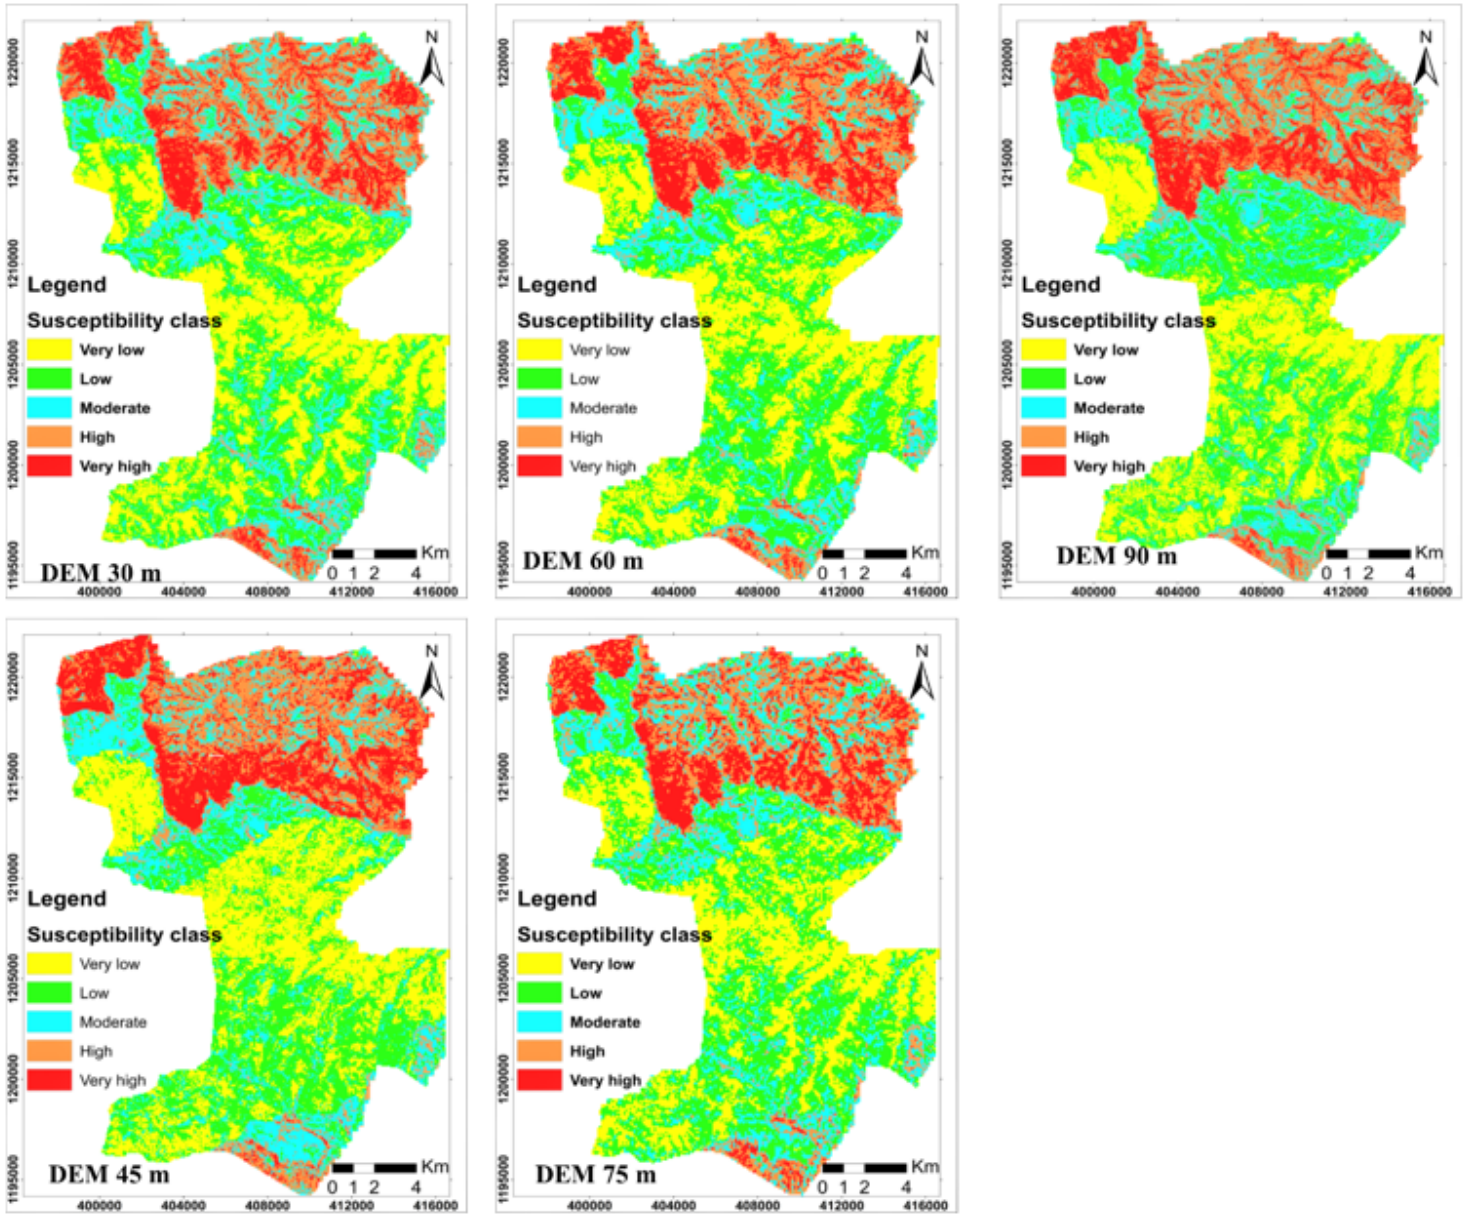 N
1220000
1215000
1210000
1205000
1200000
1195000
Legend
Susceptibility class
Very low
Low
Moderate
High
Very high
DEM 30 m
Km
0 1 2 4
400000 404000 408000 412000 416000
N
1220000
1215000
1210000
1205000
1200000
1195000
Legend
Susceptibility class
Very low
Low
Moderate
High
Very high
DEM 60 m
Km
0 1 2 4
400000 404000 408000 412000 416000
N
1220000
1215000
1210000
1205000
1200000
1195000
Legend
Susceptibility class
Very low
Low
Moderate
High
Very high
DEM 90 m
Km
0 1 2 4
400000 404000 408000 412000 416000
N
1220000
1215000
1210000
1205000
1200000
1195000
Legend
Susceptibility class
Very low
Low
Moderate
High
Very high
DEM 45 m
Km
0 1 2 4
400000 404000 408000 412000 416000
N
1220000
1215000
1210000
1205000
1200000
1195000
Legend
Susceptibility class
Very low
Low
Moderate
High
Very high
DEM 75 m
Km
0 1 2 4
400000 404000 408000 412000 416000